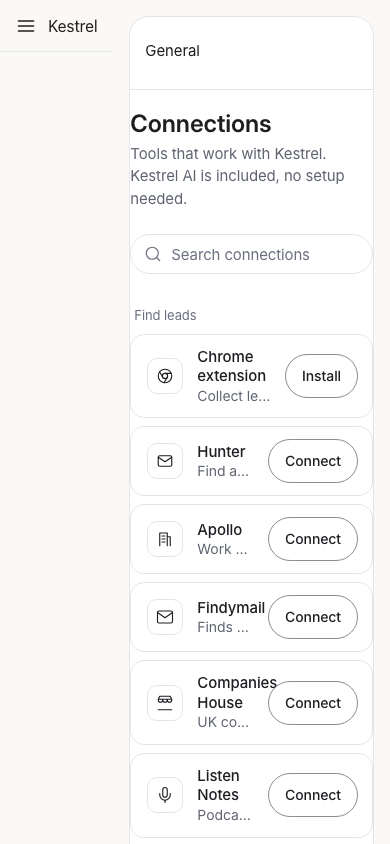 Kestrel
General
Connections
Tools that work with Kestrel.
Kestrel AI is included, no setup
needed.
Search connections
Find leads
Chrome
extension
Collect le...
Install
Hunter
Find a...
Connect
Apollo
Work ...
Connect
Findymail
Finds ...
Connect
Companies
House
UK co...
Connect
Listen
Notes
Podca...
Connect